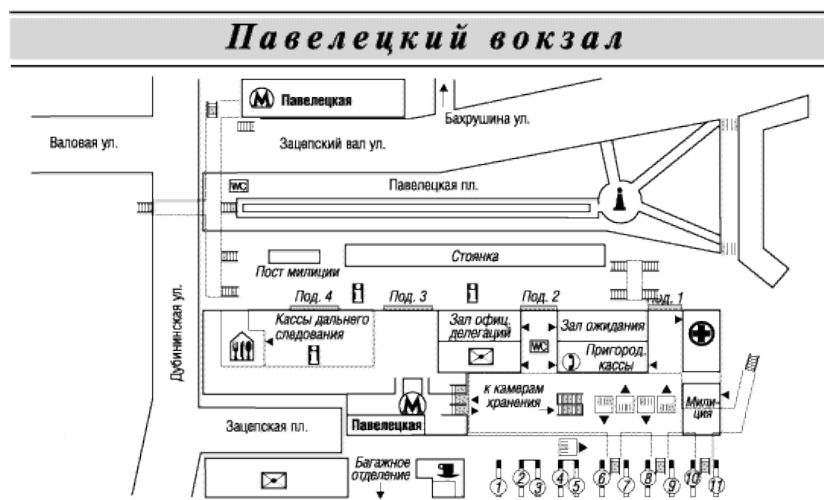 Павелецкий вокзал
М Павелецкая
Бахрушина ул.
Валовая ул.
Зацепский вал ул.
WC
Павелецкая пл.
Стоянка
Пост милиции
Дубининская ул.
Под. 4
Под. 3
Под. 2
Под. 1
Кассы дальнего
следования
Зал офиц.
делегаций
Зал ожидания
WC
Пригород.
кассы
к камерам
хранения
Мили-
ция
М
Павелецкая
Зацепская пл.
Багажное
отделение
1 2 3 4 5 6 7 8 9 10 11